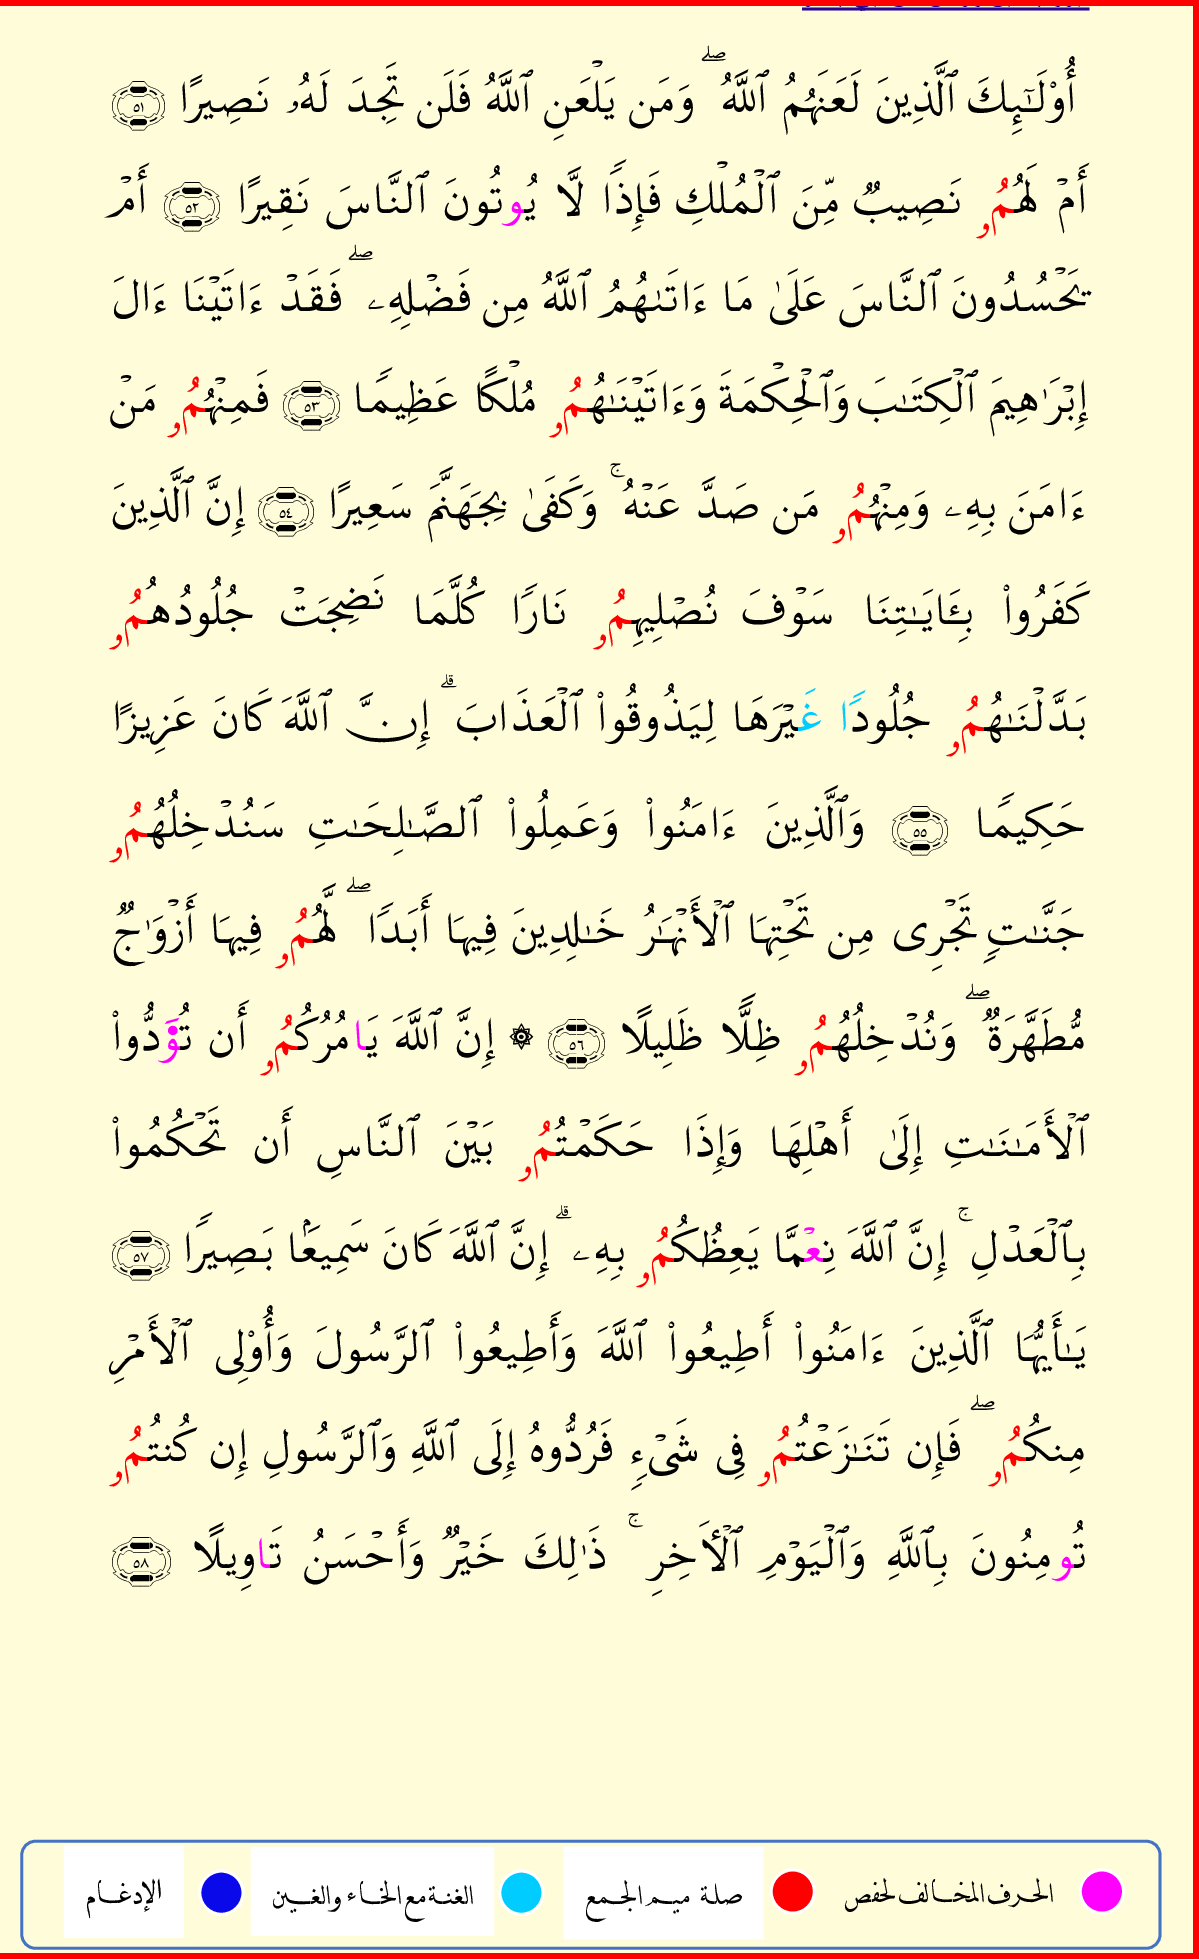 أُوْلَٰٓئِكَ ٱلَّذِينَ لَعَنَهُمُ ٱللَّهُۖ وَمَن يَلْعَنِ ٱللَّهُ فَلَن تَجِدَ لَهُۥ نَصِيرًا ٥١
أَمْ لَهُمُۥ نَصِيبٞ مِّنَ ٱلْمُلْكِ فَإِذٗا لَّا يُوتُونَ ٱلنَّاسَ نَقِيرًا ٥٢ أَمْ
يَحْسُدُونَ ٱلنَّاسَ عَلَىٰ مَا ءَاتَىٰهُمُ ٱللَّهُ مِن فَضْلِهِۦۖ فَقَدْ ءَاتَيْنَا ءَالَ
إِبْرَٰهِيمَ ٱلْكِتَٰبَ وَٱلْحِكْمَةَ وَءَاتَيْنَٰهُمُۥ مُلْكًا عَظِيمٗا ٥٣ فَمِنْهُمُۥ مَنْ
ءَامَنَ بِهِۦ وَمِنْهُمُۥ مَن صَدَّ عَنْهُۚ وَكَفَىٰ بِجَهَنَّمَ سَعِيرًا ٥٤ إِنَّ ٱلَّذِينَ
كَفَرُواْ بِـَٔايَٰتِنَا سَوْفَ نُصْلِيهِمُۥ نَارٗا كُلَّمَا نَضِجَتْ جُلُودُهُمُۥ
بَدَّلْنَٰهُمُۥ جُلُودًا غَيْرَهَا لِيَذُوقُواْ ٱلْعَذَابَۗ إِنَّ ٱللَّهَ كَانَ عَزِيزًا
حَكِيمٗا ٥٥ وَٱلَّذِينَ ءَامَنُواْ وَعَمِلُواْ ٱلصَّٰلِحَٰتِ سَنُدْخِلُهُمُۥ
جَنَّٰتٖ تَجْرِي مِن تَحْتِهَا ٱلْأَنْهَٰرُ خَٰلِدِينَ فِيهَا أَبَدٗاۖ لَّهُمُۥ فِيهَا أَزْوَٰجٞ
مُّطَهَّرَةٞۖ وَنُدْخِلُهُمُۥ ظِلّٗا ظَلِيلًا ٥٦ ۞ إِنَّ ٱللَّهَ يَامُرُكُمُۥ أَن تُوَ۬دُّواْ
ٱلْأَمَٰنَٰتِ إِلَىٰ أَهْلِهَا وَإِذَا حَكَمْتُمُۥ بَيْنَ ٱلنَّاسِ أَن تَحْكُمُواْ
بِٱلْعَدْلِۚ إِنَّ ٱللَّهَ نِعْمَّا يَعِظُكُمُۥ بِهِۦۗ إِنَّ ٱللَّهَ كَانَ سَمِيعَۢا بَصِيرٗا ٥٧
يَٰٓأَيُّهَا ٱلَّذِينَ ءَامَنُواْ أَطِيعُواْ ٱللَّهَ وَأَطِيعُواْ ٱلرَّسُولَ وَأُوْلِي ٱلْأَمْرِ
مِنكُمُۥۖ فَإِن تَنَٰزَعْتُمُۥ فِي شَيْءٖ فَرُدُّوهُ إِلَى ٱللَّهِ وَٱلرَّسُولِ إِن كُنتُمُۥ
تُومِنُونَ بِٱللَّهِ وَٱلْيَوْمِ ٱلْأٓخِرِۚ ذَٰلِكَ خَيْرٞ وَأَحْسَنُ تَاوِيلًا ٥٨
الحرف المخالف لحفص صلة ميم الجمع الغنة مع الخاء والغين الإدغام